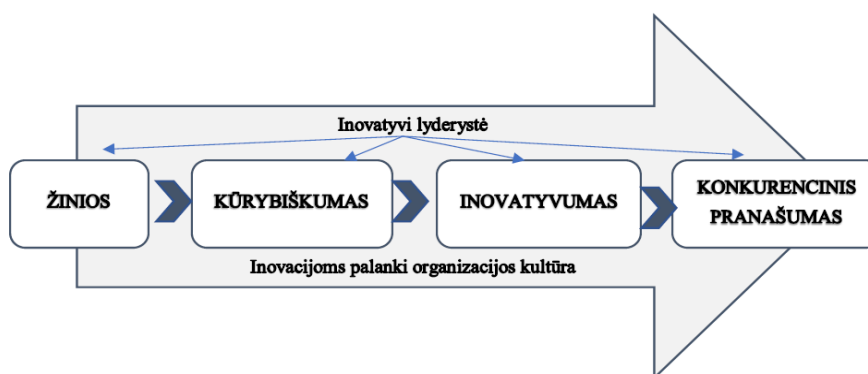 Inovatyvi lyderystė
ŽINIOS
KŪRYBIŠKUMAS
INOVATYVUMAS
KONKURENCINIS
PRANAŠUMAS
Inovacijoms palanki organizacijos kultūra